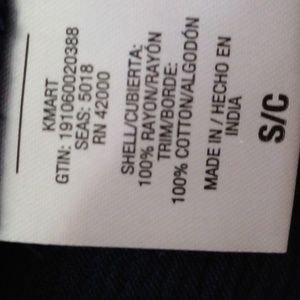 KMART
GTIN: 191060020388
SEAS: 5018
RN 42000
SHELL/CUBIERTA:
100% RAYON/RAYÓN
TRIM/BORDE:
100% COTTON/ALGODÓN
MADE IN / HECHO EN
INDIA
S/C